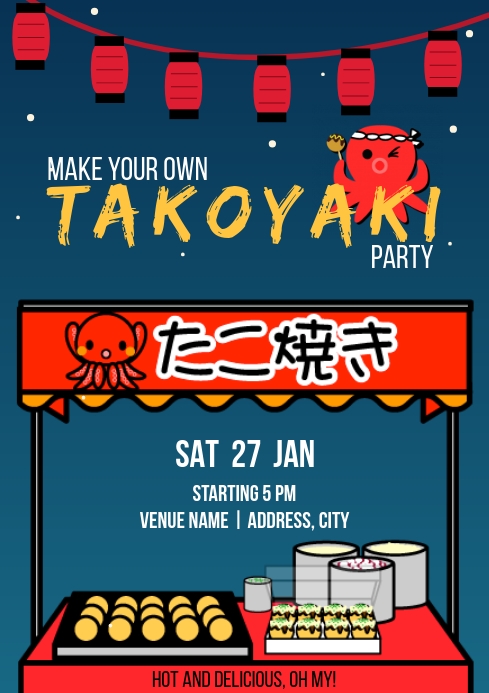 MAKE YOUR OWN
TAKOYAKI
PARTY
たこ焼き
SAT 27 JAN
STARTING 5 PM
VENUE NAME | ADDRESS, CITY
HOT AND DELICIOUS, OH MY!